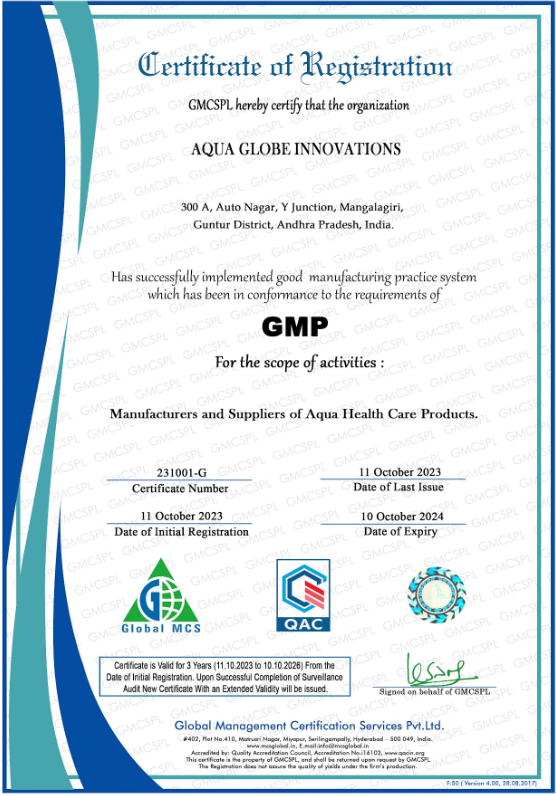 Certificate of Registration
GMCSPL hereby certify that the organization
AQUA GLOBE INNOVATIONS
300 A, Auto Nagar, Y Junction, Mangalagiri,
Guntur District, Andhra Pradesh, India.
Has successfully implemented good manufacturing practice system
which has been in conformance to the requirements of
GMP
For the scope of activities :
Manufacturers and Suppliers of Aqua Health Care Products.
231001-G
Certificate Number
11 October 2023
Date of Last Issue
11 October 2023
Date of Initial Registration
10 October 2024
Date of Expiry
Global MCS
QAC
Certificate is Valid for 3 Years (11.10.2023 to 10.10.2026) From the
Date of Initial Registration. Upon Successful Completion of Surveillance
Audit New Certificate With an Extended Validity will be issued.
Signed on behalf of GMCSPL
Global Management Certification Services Pvt.Ltd.
#402, Plot No.410, Matrusri Nagar, Miyapur, Serilingampally, Hyderabad - 500 049, India.
www.mcsglobal.in, E.mail:info@mcsglobal.in
Accredited by: Quality Accreditation Council, Accreditation No.:16102, www.qacin.org
This certificate is the property of GMCSPL, and shall be returned upon request by GMCSPL
The Registration does not assure the quality of yields under the firm's production.
F-50 ( Version 4.00, 28.08.2017)